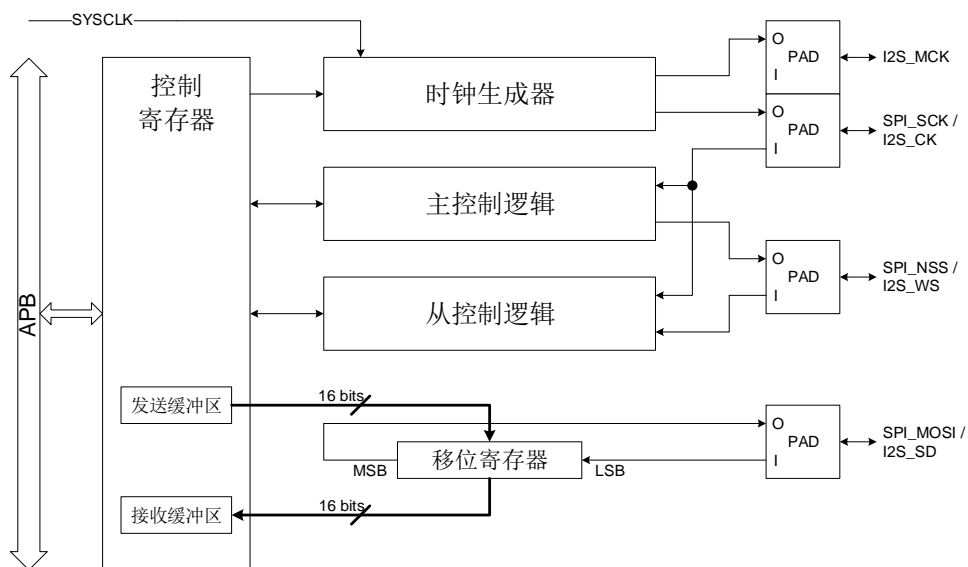 SYSCLK
APB
控制
寄存器
时钟生成器
主控制逻辑
从控制逻辑
发送缓冲区
16 bits
移位寄存器
MSB
LSB
接收缓冲区
16 bits
O
PAD
I
I2S_MCK
O
PAD
I
SPI_SCK /
I2S_CK
O
PAD
I
SPI_NSS /
I2S_WS
O
PAD
I
SPI_MOSI /
I2S_SD